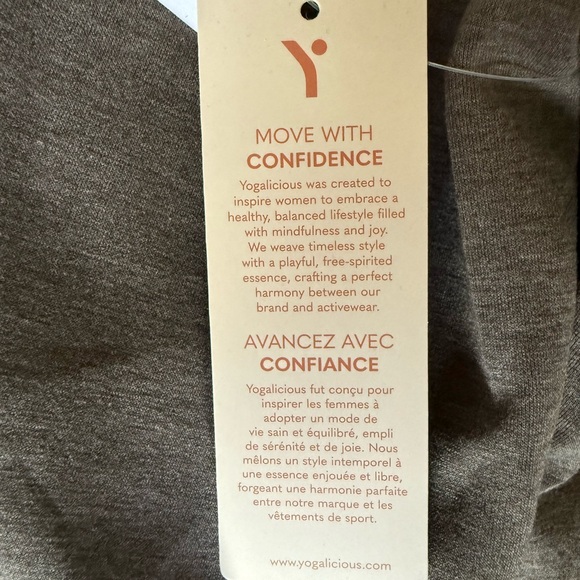 MOVE WITH
CONFIDENCE
Yogalicious was created to
inspire women to embrace a
healthy, balanced lifestyle filled
with mindfulness and joy.
We weave timeless style
with a playful, free-spirited
essence, crafting a perfect
harmony between our
brand and activewear.
AVANCEZ AVEC
CONFIANCE
Yogalicious fut conçu pour
inspirer les femmes à
adopter un mode de
vie sain et équilibré, empli
de sérénité et de joie. Nous
mêlons un style intemporel à
une essence enjouée et libre,
forgeant une harmonie parfaite
entre notre marque et les
vêtements de sport.
www.yogalicious.com